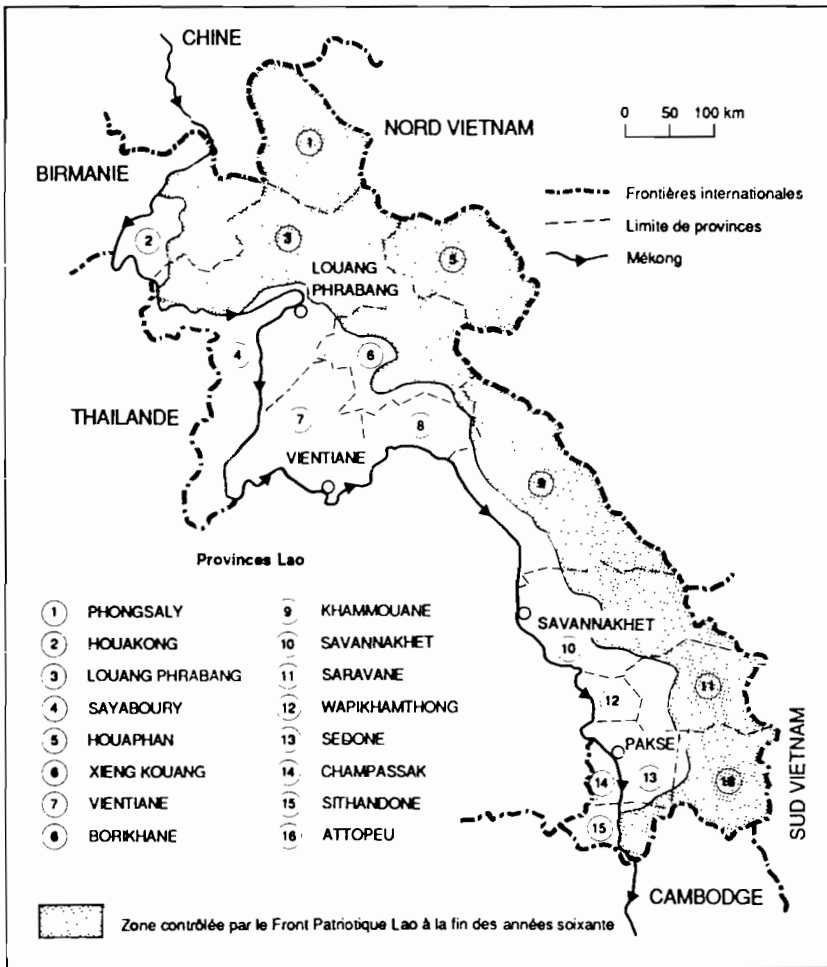 CHINE
NORD VIETNAM
0 50 100 km
BIRMANIE
Frontières internationales
Limite de provinces
Mékong
1
2
3
5
LOUANG
PHRABANG
4
6
THAILANDE
7
8
VIENTIANE
9
SAVANNAKHET
10
11
12
PAKSE
13
14
15
16
SUD VIETNAM
CAMBODGE
Provinces Lao
1 PHONGSALY
2 HOUAKONG
3 LOUANG PHRABANG
4 SAYABOURY
5 HOUAPHAN
6 XIENG KOUANG
7 VIENTIANE
6 BORIKHANE
9 KHAMMOUANE
10 SAVANNAKHET
11 SARAVANE
12 WAPIKHAMTHONG
13 SEDONE
14 CHAMPASSAK
15 SITHANDONE
16 ATTOPEU
Zone contrôlée par le Front Patriotique Lao à la fin des années soixante